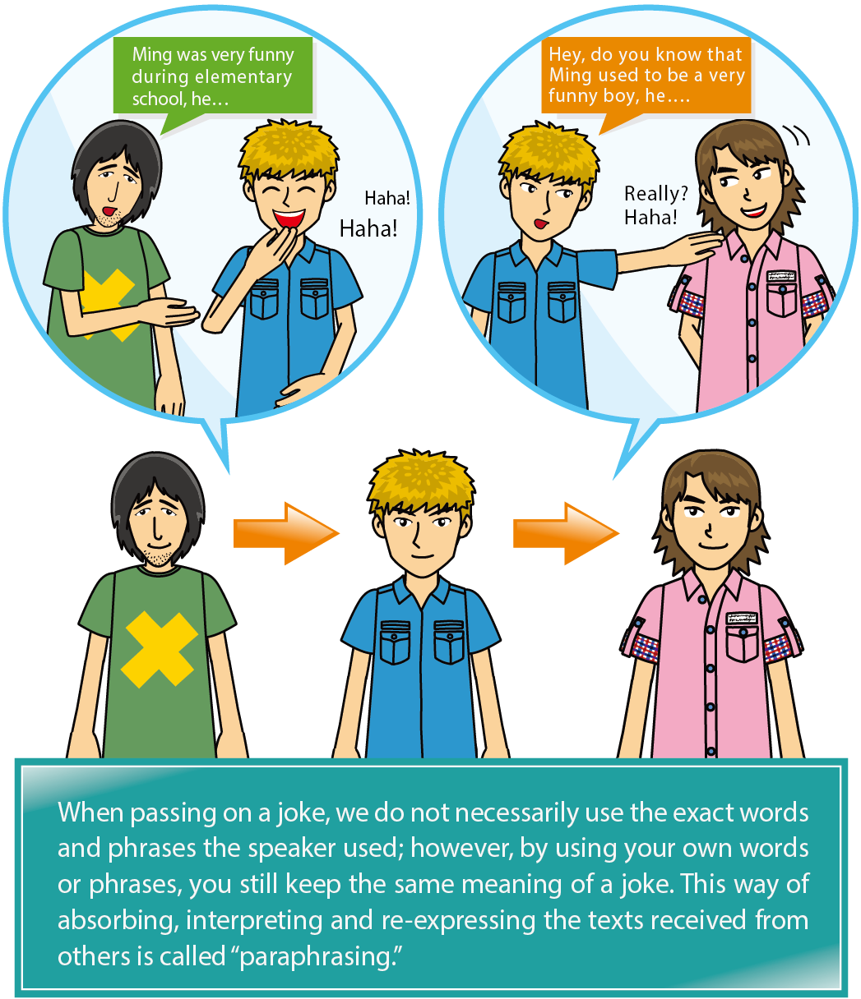 Ming was very funny
during elementary
school, he...
Haha!
Haha!
Hey, do you know that
Ming used to be a very
funny boy, he....
Really?
Haha!
When passing on a joke, we do not necessarily use the exact words
and phrases the speaker used; however, by using your own words
or phrases, you still keep the same meaning of a joke. This way of
absorbing, interpreting and re-expressing the texts received from
others is called “paraphrasing.”